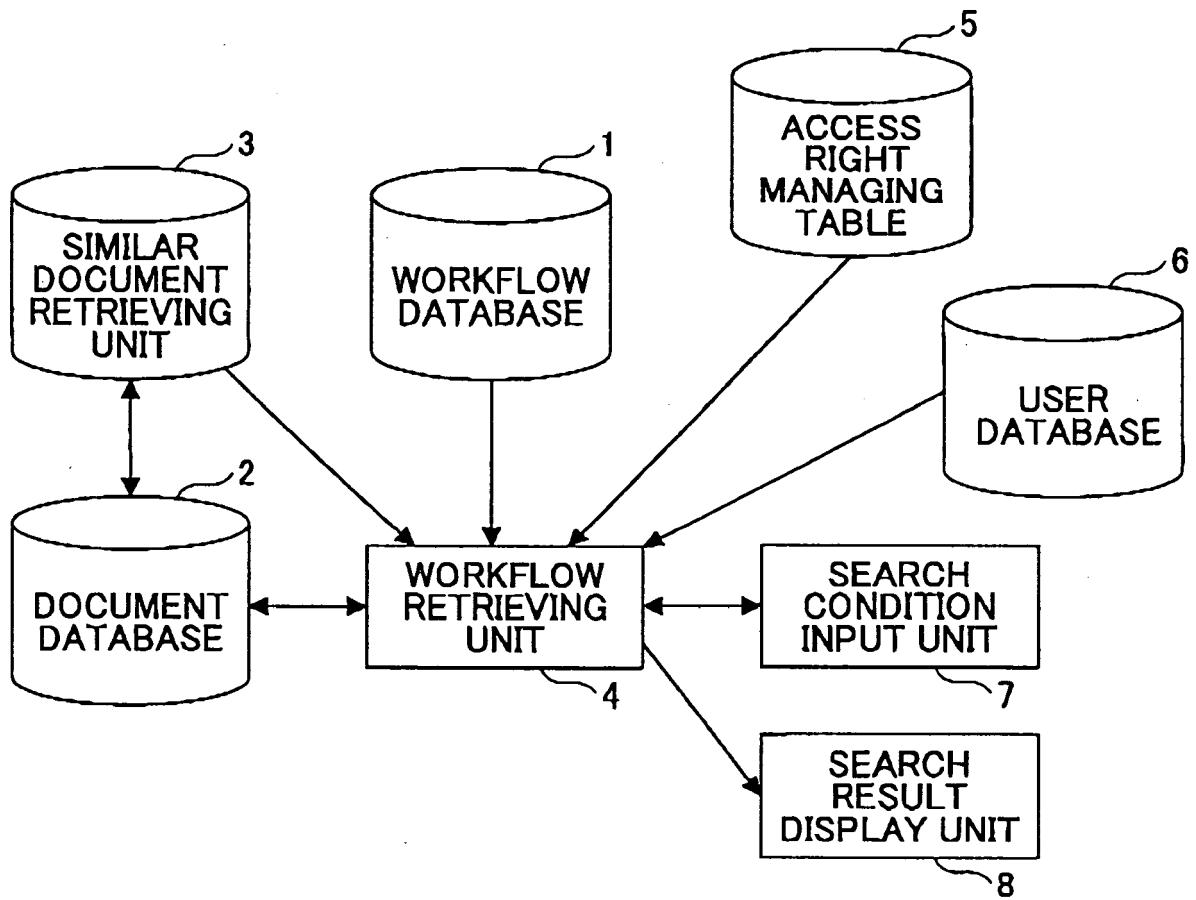 5
ACCESS
RIGHT
MANAGING
TABLE
3
SIMILAR
DOCUMENT
RETRIEVING
UNIT
1
WORKFLOW
DATABASE
6
USER
DATABASE
2
DOCUMENT
DATABASE
WORKFLOW
RETRIEVING
UNIT
4
SEARCH
CONDITION
INPUT UNIT
7
SEARCH
RESULT
DISPLAY UNIT
8